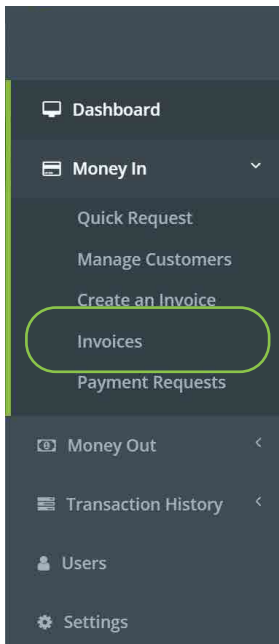 Dashboard
Money In
Quick Request
Manage Customers
Create an Invoice
Invoices
Payment Requests
Money Out
Transaction History
Users
Settings